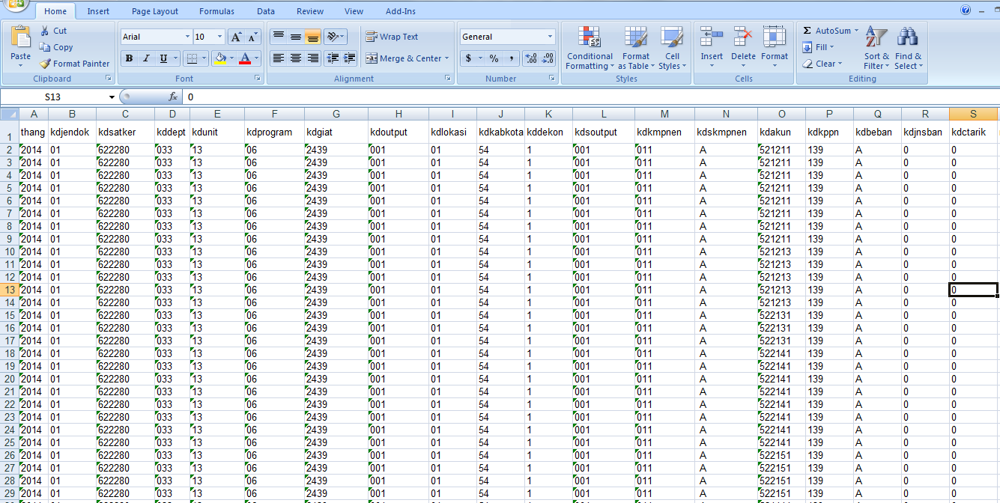 Home Insert Page Layout Formulas Data Review View Add-Ins
Paste Cut Copy Format Painter Clipboard
Arial 10 A A B I U A Font
Wrap Text Merge & Center Alignment
General $ % , .00 .0 Number
Conditional Formatting Format as Table Cell Styles Styles
Insert Delete Format Cells
Σ AutoSum Fill Clear Sort & Filter Find & Select Editing
S13 fx 0
A B C D E F G H I J K L M N O P Q R S
1 thang kdjendok kdsatker kddept kdunit kdprogram kdgiat kdoutput kdlokasi kdkabkota kddekon kdsoutput kdkmpnen kdskmpnen kdakun kdkppn kdbeban kdjnsban kdctarik
2 2014 01 622280 033 13 06 2439 001 01 54 1 001 011 A 521211 139 A 0 0
3 2014 01 622280 033 13 06 2439 001 01 54 1 001 011 A 521211 139 A 0 0
4 2014 01 622280 033 13 06 2439 001 01 54 1 001 011 A 521211 139 A 0 0
5 2014 01 622280 033 13 06 2439 001 01 54 1 001 011 A 521211 139 A 0 0
6 2014 01 622280 033 13 06 2439 001 01 54 1 001 011 A 521211 139 A 0 0
7 2014 01 622280 033 13 06 2439 001 01 54 1 001 011 A 521211 139 A 0 0
8 2014 01 622280 033 13 06 2439 001 01 54 1 001 011 A 521211 139 A 0 0
9 2014 01 622280 033 13 06 2439 001 01 54 1 001 011 A 521211 139 A 0 0
10 2014 01 622280 033 13 06 2439 001 01 54 1 001 011 A 521213 139 A 0 0
11 2014 01 622280 033 13 06 2439 001 01 54 1 001 011 A 521213 139 A 0 0
12 2014 01 622280 033 13 06 2439 001 01 54 1 001 011 A 521213 139 A 0 0
13 2014 01 622280 033 13 06 2439 001 01 54 1 001 011 A 521213 139 A 0 0
14 2014 01 622280 033 13 06 2439 001 01 54 1 001 011 A 521213 139 A 0 0
15 2014 01 622280 033 13 06 2439 001 01 54 1 001 011 A 522131 139 A 0 0
16 2014 01 622280 033 13 06 2439 001 01 54 1 001 011 A 522131 139 A 0 0
17 2014 01 622280 033 13 06 2439 001 01 54 1 001 011 A 522131 139 A 0 0
18 2014 01 622280 033 13 06 2439 001 01 54 1 001 011 A 522141 139 A 0 0
19 2014 01 622280 033 13 06 2439 001 01 54 1 001 011 A 522141 139 A 0 0
20 2014 01 622280 033 13 06 2439 001 01 54 1 001 011 A 522141 139 A 0 0
21 2014 01 622280 033 13 06 2439 001 01 54 1 001 011 A 522141 139 A 0 0
22 2014 01 622280 033 13 06 2439 001 01 54 1 001 011 A 522141 139 A 0 0
23 2014 01 622280 033 13 06 2439 001 01 54 1 001 011 A 522141 139 A 0 0
24 2014 01 622280 033 13 06 2439 001 01 54 1 001 011 A 522141 139 A 0 0
25 2014 01 622280 033 13 06 2439 001 01 54 1 001 011 A 522141 139 A 0 0
26 2014 01 622280 033 13 06 2439 001 01 54 1 001 011 A 522151 139 A 0 0
27 2014 01 622280 033 13 06 2439 001 01 54 1 001 011 A 522151 139 A 0 0
28 2014 01 622280 033 13 06 2439 001 01 54 1 001 011 A 522151 139 A 0 0
29 2014 01 622280 033 13 06 2439 001 01 54 1 001 011 A 522151 139 A 0 0